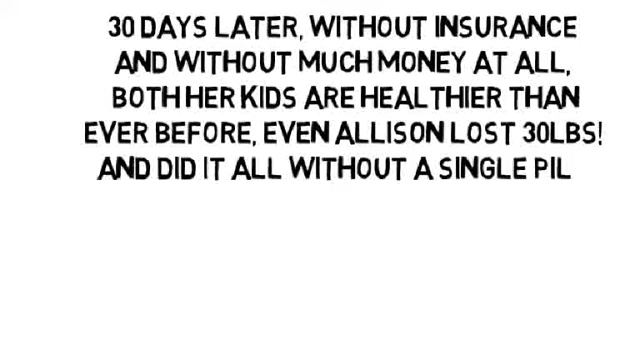 30 DAYS LATER, WITHOUT INSURANCE
AND WITHOUT MUCH MONEY AT ALL,
BOTH HER KIDS ARE HEALTHIER THAN
EVER BEFORE, EVEN ALLISON LOST 30LBS!
AND DID IT ALL WITHOUT A SINGLE PIL